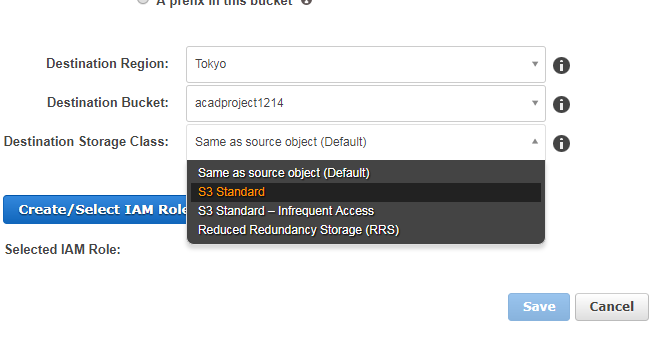 A prefix in this bucket
Destination Region: Tokyo
Destination Bucket: acadproject1214
Destination Storage Class: Same as source object (Default)
Same as source object (Default)
S3 Standard
S3 Standard – Infrequent Access
Reduced Redundancy Storage (RRS)
Create/Select IAM Role
Selected IAM Role:
Save Cancel